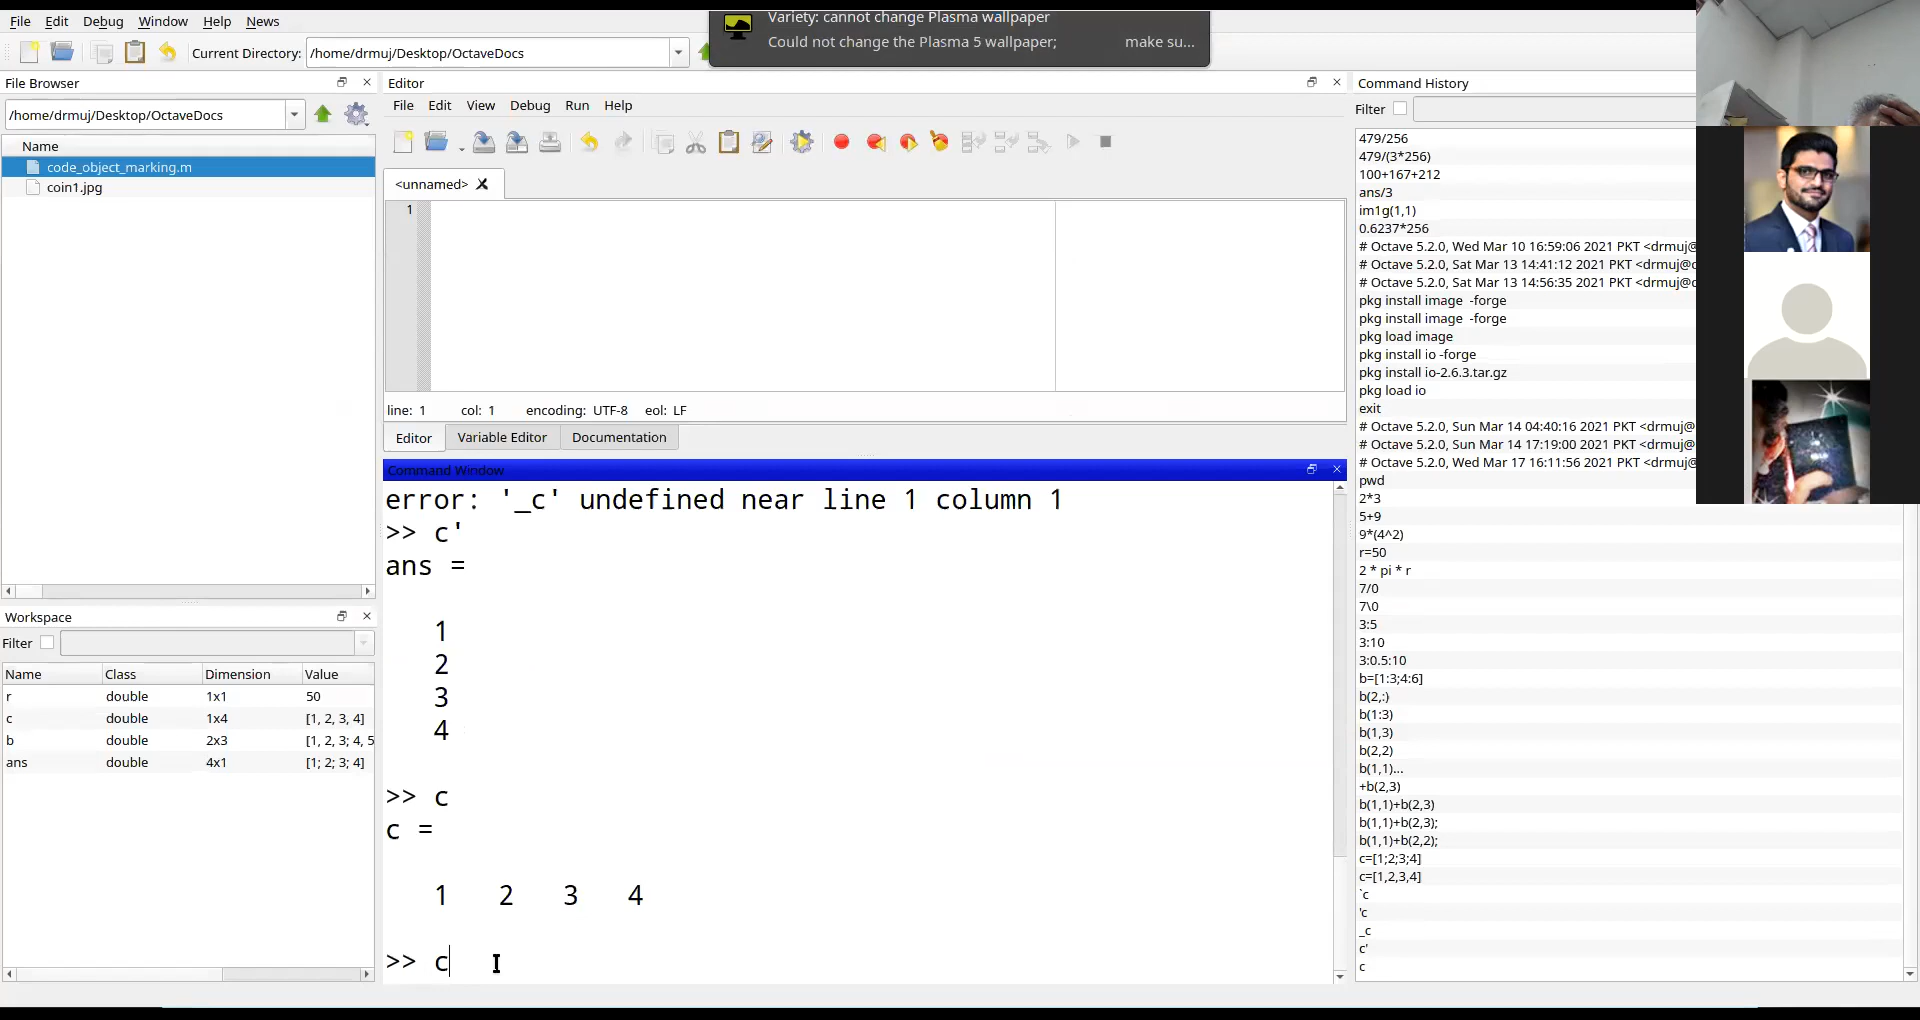 File Edit Debug Window Help News
Variety: cannot change Plasma wallpaper
Could not change the Plasma 5 wallpaper; make su...
Current Directory: /home/drmuj/Desktop/OctaveDocs
File Browser
/home/drmuj/Desktop/OctaveDocs
Name
code_object_marking.m
coin1.jpg
Workspace
Filter
Name Class Dimension Value
r double 1x1 50
c double 1x4 [1, 2, 3, 4]
b double 2x3 [1, 2, 3; 4, 5
ans double 4x1 [1; 2; 3; 4]
Editor
File Edit View Debug Run Help
<unnamed>
1
line: 1 col: 1 encoding: UTF-8 eol: LF
Editor Variable Editor Documentation
Command Window
error: '_c' undefined near line 1 column 1
>> c'
ans =
1
2
3
4
>> c
c =
1 2 3 4
>> c
Command History
Filter
479/256
479/(3*256)
100+167+212
ans/3
im1g(1,1)
0.6237*256
# Octave 5.2.0, Wed Mar 10 16:59:06 2021 PKT <drmuj@
# Octave 5.2.0, Sat Mar 13 14:41:12 2021 PKT <drmuj@
# Octave 5.2.0, Sat Mar 13 14:56:35 2021 PKT <drmuj@
pkg install image -forge
pkg install image -forge
pkg load image
pkg install io -forge
pkg install io-2.6.3.tar.gz
pkg load io
exit
# Octave 5.2.0, Sun Mar 14 04:40:16 2021 PKT <drmuj@
# Octave 5.2.0, Sun Mar 14 17:19:00 2021 PKT <drmuj@
# Octave 5.2.0, Wed Mar 17 16:11:56 2021 PKT <drmuj@
pwd
2*3
5+9
9*(4^2)
r=50
2 * pi * r
7/0
7\0
3:5
3:10
3:0.5:10
b=[1:3;4:6]
b(2,:)
b(1:3)
b(1,3)
b(2,2)
b(1,1)...
+b(2,3)
b(1,1)+b(2,3)
b(1,1)+b(2,3);
b(1,1)+b(2,2);
c=[1;2;3;4]
c=[1,2,3,4]
`c
'c
_c
c'
c